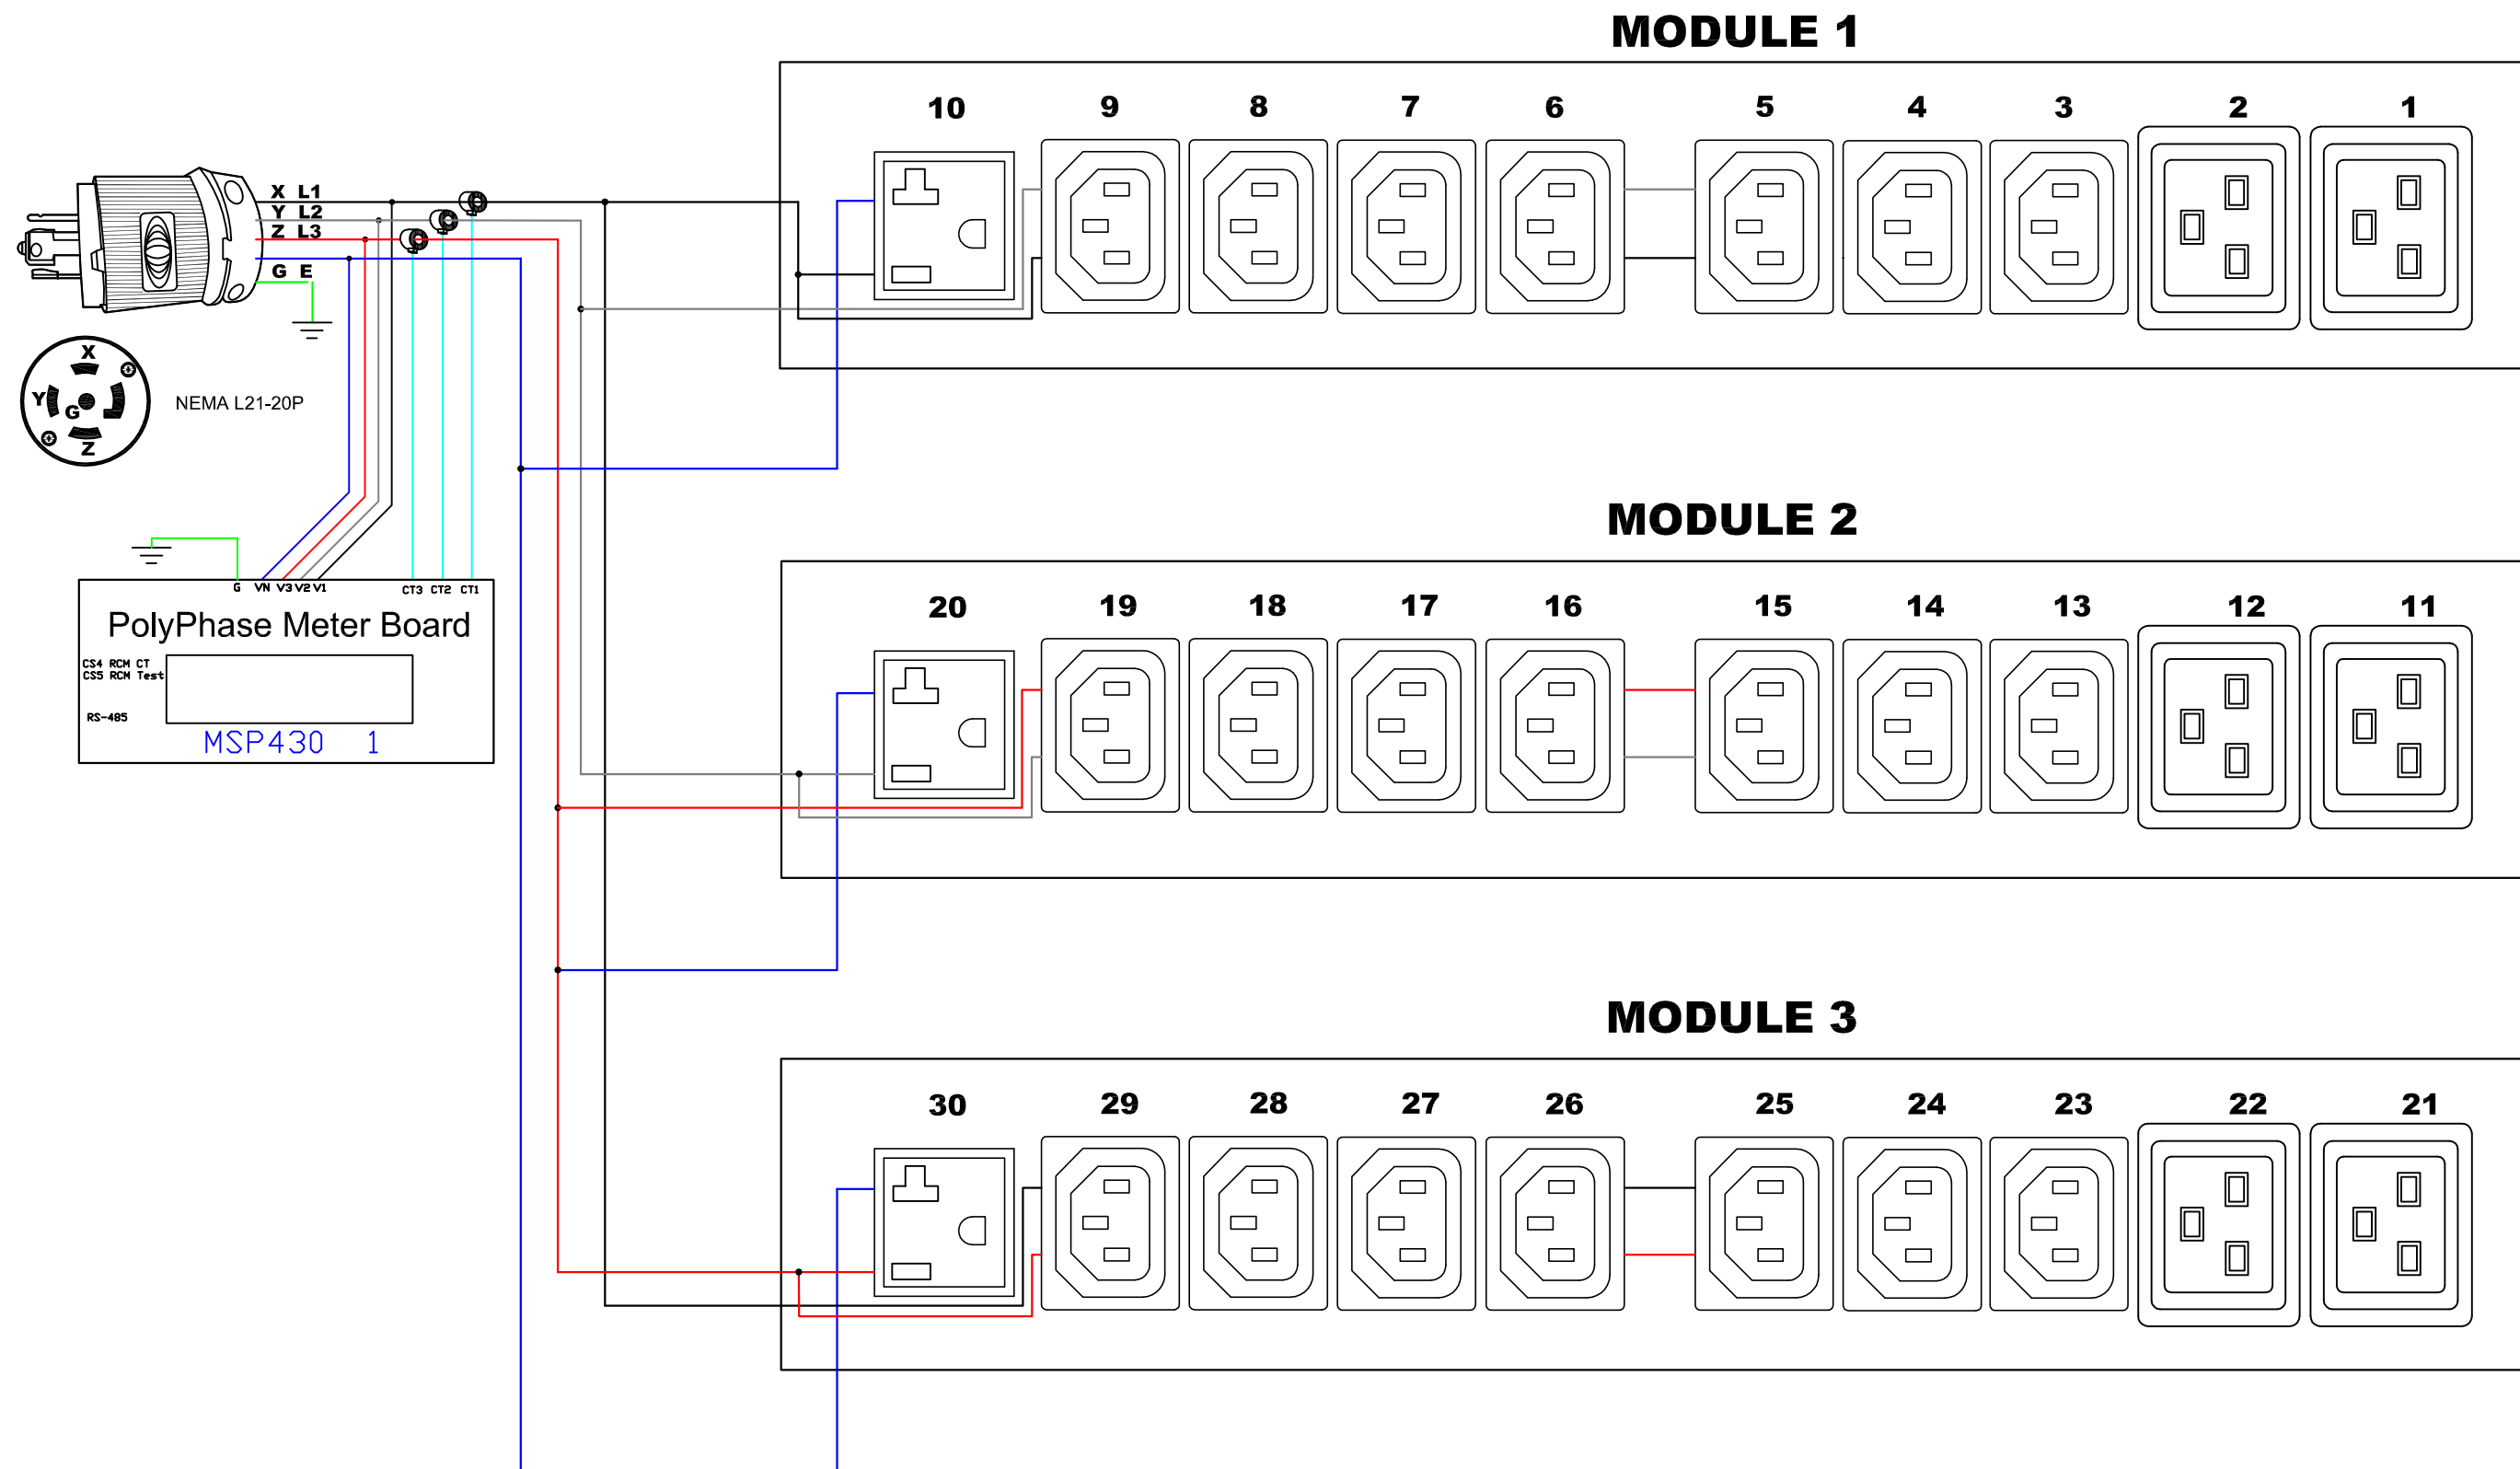 MODULE 1
10 9 8 7 6 5 4 3 2 1
X L1
Y L2
Z L3
G E
X
Y
G
Z
NEMA L21-20P
MODULE 2
G VN V3 V2 V1 CT3 CT2 CT1
PolyPhase Meter Board
CS4 RCM CT
CS5 RCM Test
RS-485
MSP430 1
20 19 18 17 16 15 14 13 12 11
MODULE 3
30 29 28 27 26 25 24 23 22 21